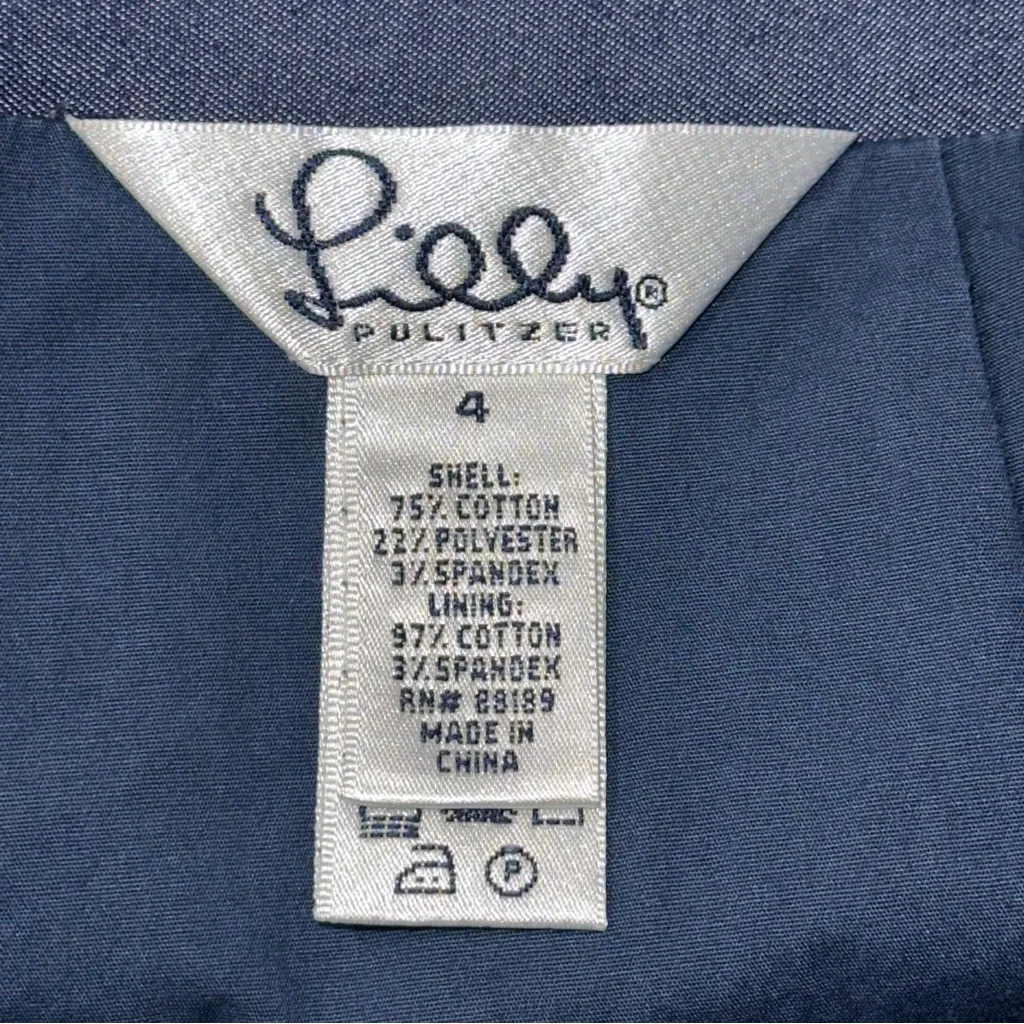 Lilly®
PULITZER
4
SHELL:
75% COTTON
22% POLYESTER
3% SPANDEX
LINING:
97% COTTON
3% SPANDEX
RN# 88189
MADE IN
CHINA
P